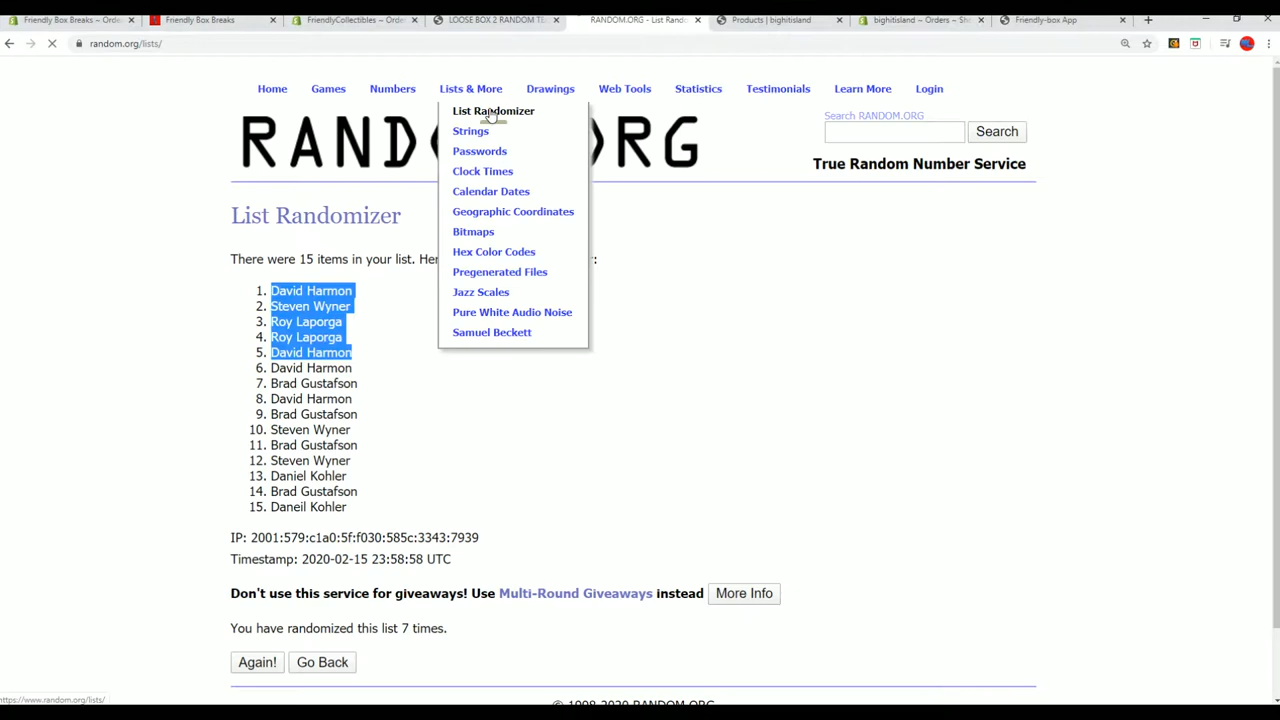 Friendly Box Breaks ~ Orde
Friendly Box Breaks
FriendlyCollectibles ~ Orde
LOOSE BOX 2 RANDOM TE
RANDOM.ORG - List Rando
Products | bighitisland
bighitisland ~ Orders ~ Sh
Friendly-box App
random.org/lists/
Home Games Numbers Lists & More Drawings Web Tools Statistics Testimonials Learn More Login
List Randomizer
Strings
Passwords
Clock Times
Calendar Dates
Geographic Coordinates
Bitmaps
Hex Color Codes
Pregenerated Files
Jazz Scales
Pure White Audio Noise
Samuel Beckett
RANDO RG
Search RANDOM.ORG
Search
True Random Number Service
List Randomizer
There were 15 items in your list. Her :
1. David Harmon
2. Steven Wyner
3. Roy Laporga
4. Roy Laporga
5. David Harmon
6. David Harmon
7. Brad Gustafson
8. David Harmon
9. Brad Gustafson
10. Steven Wyner
11. Brad Gustafson
12. Steven Wyner
13. Daniel Kohler
14. Brad Gustafson
15. Daneil Kohler
IP: 2001:579:c1a0:5f:f030:585c:3343:7939
Timestamp: 2020-02-15 23:58:58 UTC
Don't use this service for giveaways! Use Multi-Round Giveaways instead More Info
You have randomized this list 7 times.
Again! Go Back
https://www.random.org/lists/
© 1998-2020 RANDOM.ORG